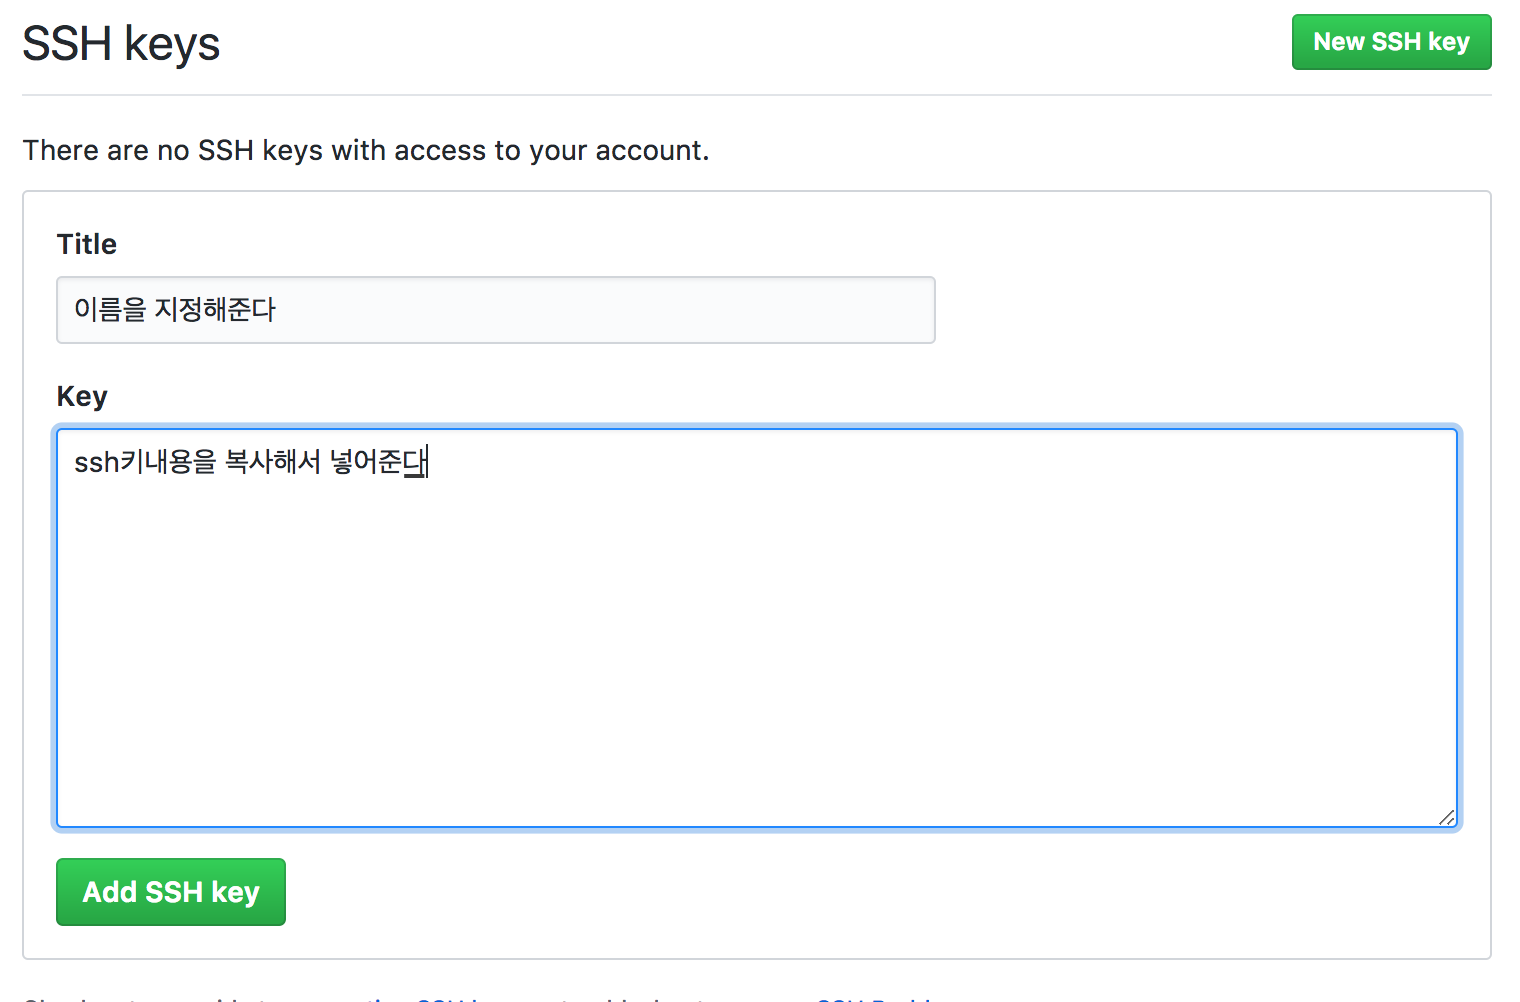 SSH keys
New SSH key
There are no SSH keys with access to your account.
Title
이름을 지정해준다
Key
ssh키내용을 복사해서 넣어준다
Add SSH key